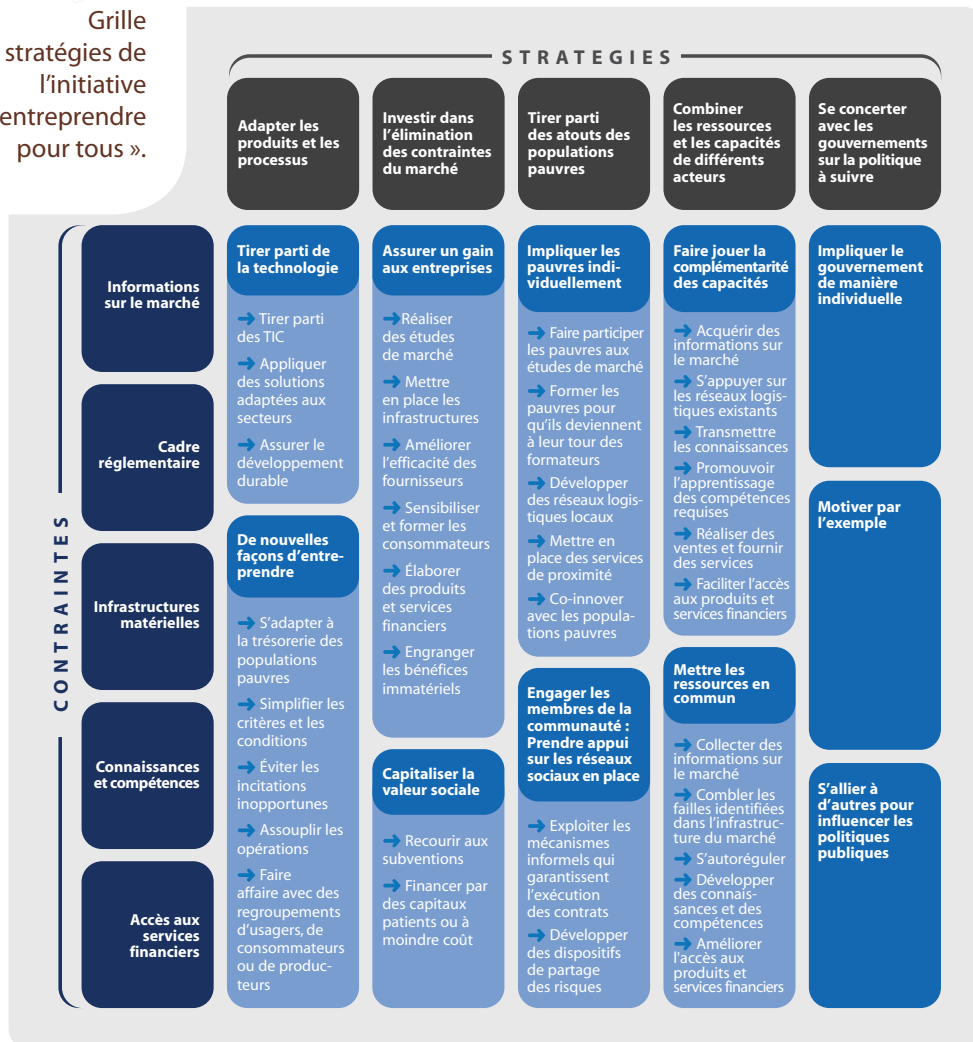 Grille
stratégies de
l'initiative
entreprendre
pour tous ».
STRATEGIES
Adapter les
produits et les
processus
Investir dans
l'élimination
des contraintes
du marché
Tirer parti
des atouts des
populations
pauvres
Combiner
les ressources
et les capacités
de différents
acteurs
Se concerter
avec les
gouvernements
sur la politique
à suivre
CONTRAINTES
Informations
sur le marché
Cadre
réglementaire
Infrastructures
matérielles
Connaissances
et compétences
Accès aux
services
financiers
Tirer parti de
la technologie
→ Tirer parti
des TIC
→ Appliquer
des solutions
adaptées aux
secteurs
→ Assurer le
développement
durable
De nouvelles
façons d'entre-
prendre
→ S'adapter à
la trésorerie des
populations
pauvres
→ Simplifier les
critères et les
conditions
→ Éviter les
incitations
inopportunes
→ Assouplir les
opérations
→ Faire
affaire avec des
regroupements
d'usagers, de
consommateurs
ou de produc-
teurs
Assurer un gain
aux entreprises
→Réaliser
des études
de marché
→ Mettre
en place les
infrastructures
→ Améliorer
l'efficacité des
fournisseurs
→ Sensibiliser
et former les
consommateurs
→ Élaborer
des produits
et services
financiers
→ Engranger
les bénéfices
immatériels
Capitaliser la
valeur sociale
→ Recourir aux
subventions
→ Financer par
des capitaux
patients ou à
moindre coût
Impliquer les
pauvres indi-
viduellement
→ Faire participer
les pauvres aux
études de marché
→ Former les
pauvres pour
qu'ils deviennent
à leur tour des
formateurs
→ Développer
des réseaux logis-
tiques locaux
→ Mettre en
place des services
de proximité
→ Co-innover
avec les popula-
tions pauvres
Engager les
membres de la
communauté :
Prendre appui
sur les réseaux
sociaux en place
→ Exploiter les
mécanismes
informels qui
garantissent
l'exécution
des contrats
→ Développer
des dispositifs
de partage
des risques
Faire jouer la
complémentarité
des capacités
→ Acquérir des
informations sur
le marché
→ S'appuyer sur
les réseaux logis-
tiques existants
→ Transmettre
les connaissances
→ Promouvoir
l'apprentissage
des compétences
requises
→ Réaliser des
ventes et fournir
des services
→ Faciliter l'accès
aux produits et
services financiers
Mettre les
ressources en
commun
→ Collecter des
informations sur
le marché
→ Combler les
failles identifiées
dans l'infrastruc-
ture du marché
→ S'autoréguler
→ Développer
des connais-
sances et des
compétences
→ Améliorer
l'accès aux
produits et
services financiers
Impliquer le
gouvernement
de manière
individuelle
Motiver par
l'exemple
S'allier à
d'autres pour
influencer les
politiques
publiques